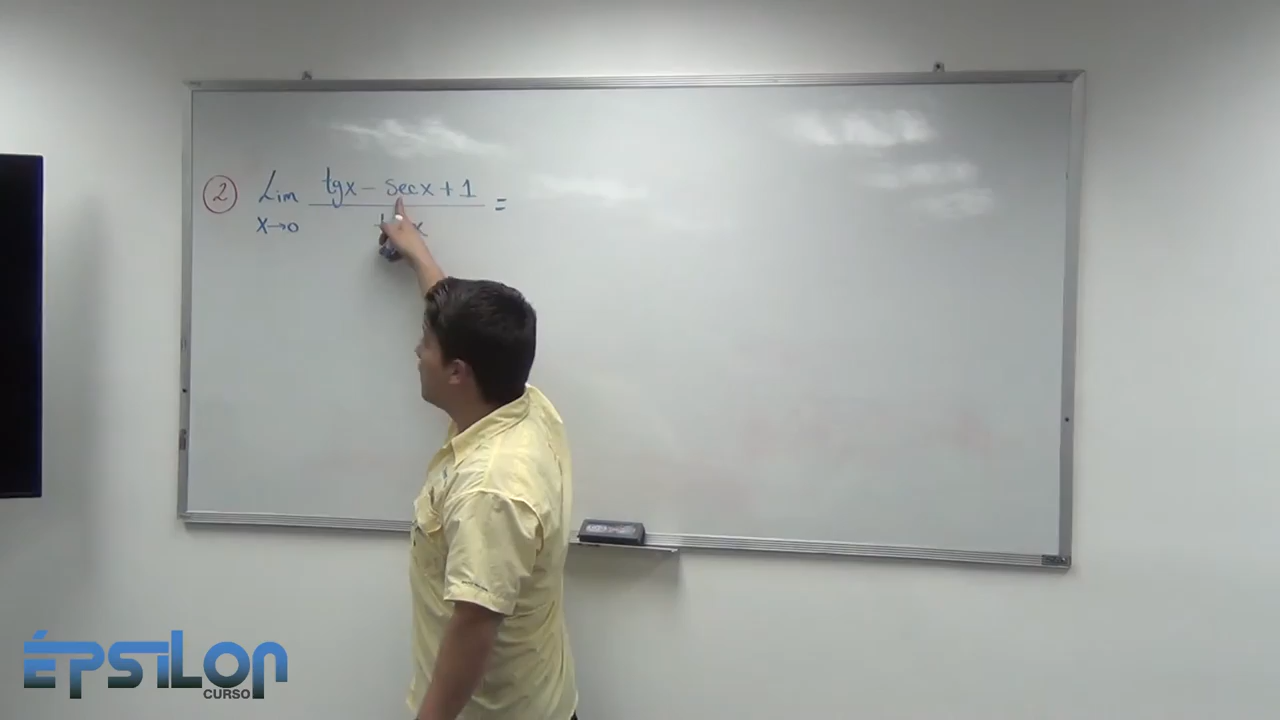 2 Lim tgx - secx + 1 =
x→0 x
ÉPSILON
CURSO